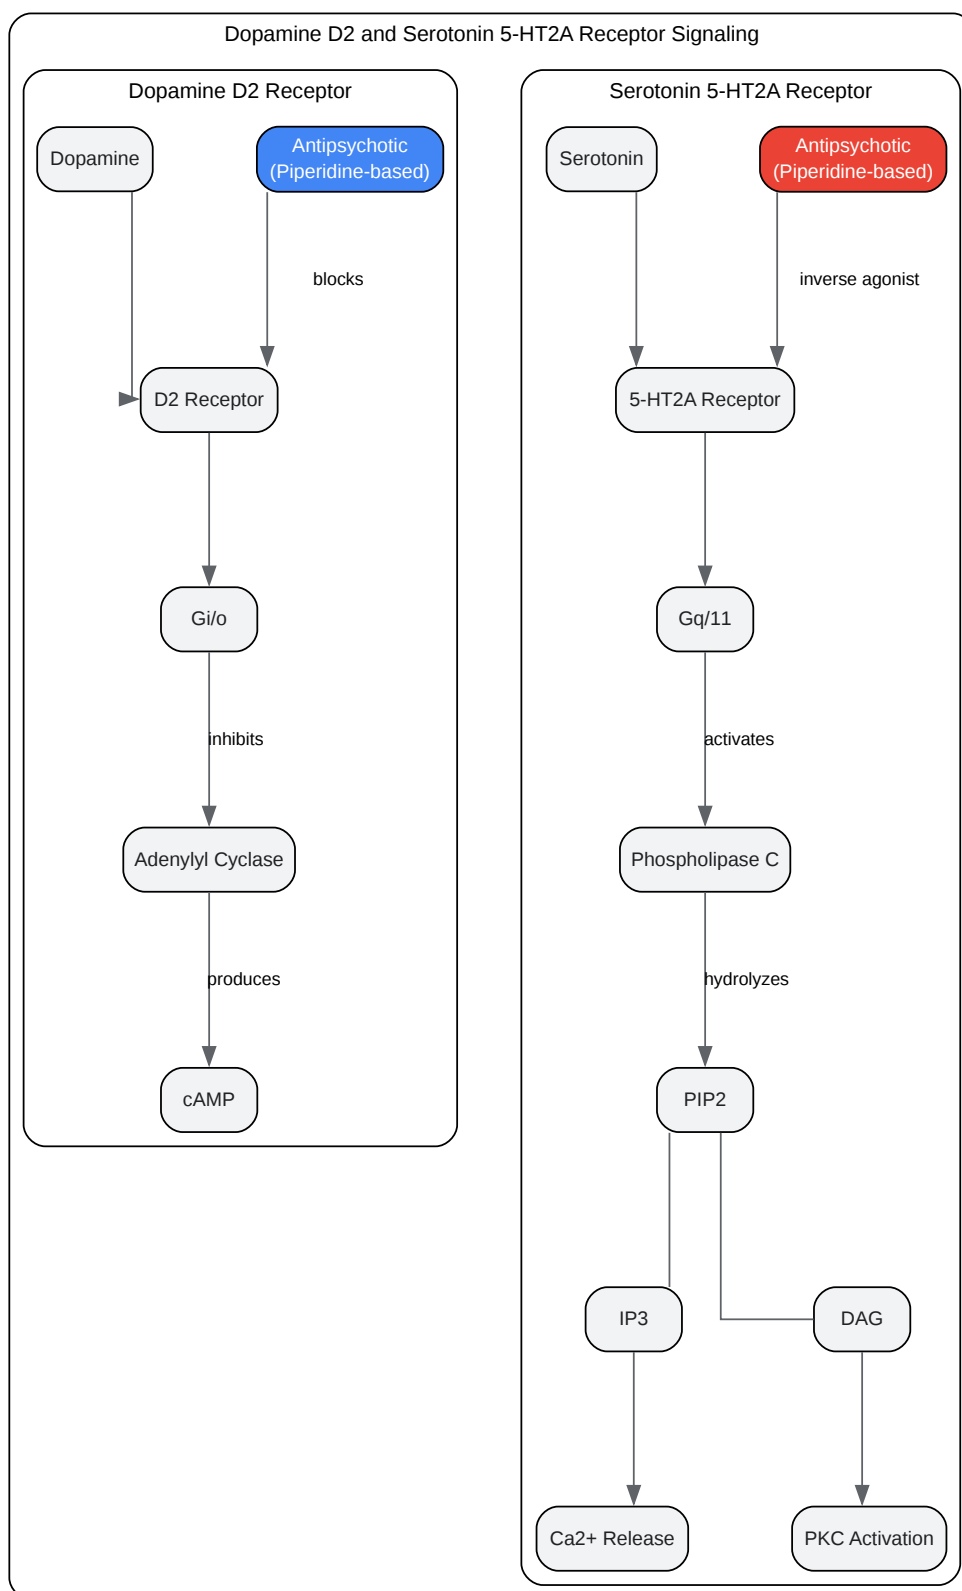 Dopamine D2 and Serotonin 5-HT2A Receptor Signaling
Dopamine D2 Receptor
Dopamine
Antipsychotic
(Piperidine-based)
blocks
D2 Receptor
Gi/o
inhibits
Adenylyl Cyclase
produces
cAMP
Serotonin 5-HT2A Receptor
Serotonin
Antipsychotic
(Piperidine-based)
inverse agonist
5-HT2A Receptor
Gq/11
activates
Phospholipase C
hydrolyzes
PIP2
IP3
DAG
Ca2+ Release
PKC Activation